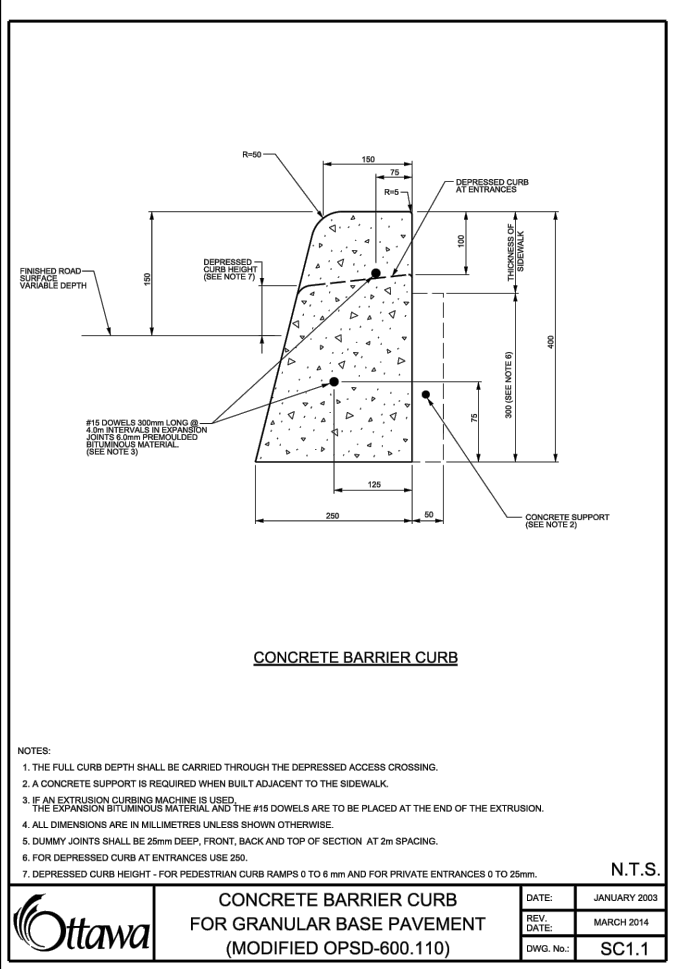 R=50
150
75
R=5
DEPRESSED CURB
AT ENTRANCES
FINISHED ROAD
SURFACE
VARIABLE DEPTH
150
DEPRESSED
CURB HEIGHT
(SEE NOTE 7)
100
THICKNESS OF
SIDEWALK
400
300 (SEE NOTE 6)
75
#15 DOWELS 300mm LONG @
4.0m INTERVALS IN EXPANSION
JOINTS 6.0mm PREMOULDED
BITUMINOUS MATERIAL.
(SEE NOTE 3)
125
250
50
CONCRETE SUPPORT
(SEE NOTE 2)
CONCRETE BARRIER CURB
NOTES:
1. THE FULL CURB DEPTH SHALL BE CARRIED THROUGH THE DEPRESSED ACCESS CROSSING.
2. A CONCRETE SUPPORT IS REQUIRED WHEN BUILT ADJACENT TO THE SIDEWALK.
3. IF AN EXTRUSION CURBING MACHINE IS USED,
THE EXPANSION BITUMINOUS MATERIAL AND THE #15 DOWELS ARE TO BE PLACED AT THE END OF THE EXTRUSION.
4. ALL DIMENSIONS ARE IN MILLIMETRES UNLESS SHOWN OTHERWISE.
5. DUMMY JOINTS SHALL BE 25mm DEEP, FRONT, BACK AND TOP OF SECTION AT 2m SPACING.
6. FOR DEPRESSED CURB AT ENTRANCES USE 250.
7. DEPRESSED CURB HEIGHT - FOR PEDESTRIAN CURB RAMPS 0 TO 6 mm AND FOR PRIVATE ENTRANCES 0 TO 25mm.
N.T.S.
Ottawa
CONCRETE BARRIER CURB
FOR GRANULAR BASE PAVEMENT
(MODIFIED OPSD-600.110)
DATE: JANUARY 2003
REV.
DATE: MARCH 2014
DWG. No.: SC1.1